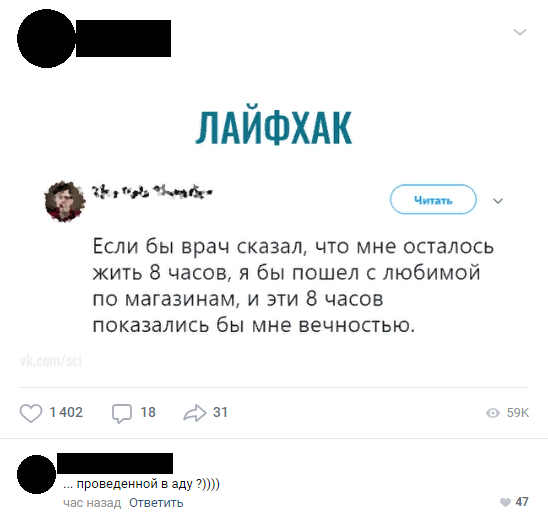 ЛАЙФХАК
Читать
Если бы врач сказал, что мне осталось
жить 8 часов, я бы пошел с любимой
по магазинам, и эти 8 часов
показались бы мне вечностью.
vk.com/sci
1 402 18 31 59K
... проведенной в аду ?))))
час назад Ответить 47